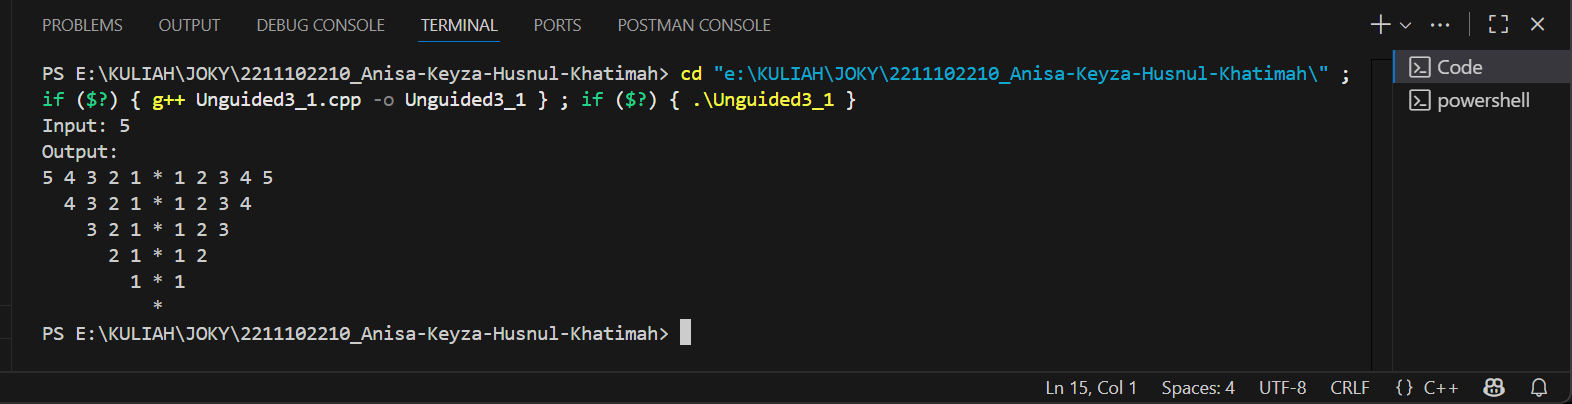 PROBLEMS OUTPUT DEBUG CONSOLE TERMINAL PORTS POSTMAN CONSOLE
PS E:\KULIAH\JOKY\2211102210_Anisa-Keyza-Husnul-Khatimah> cd "e:\KULIAH\JOKY\2211102210_Anisa-Keyza-Husnul-Khatimah\" ;
if ($?) { g++ Unguided3_1.cpp -o Unguided3_1 } ; if ($?) { .\Unguided3_1 }
Input: 5
Output:
5 4 3 2 1 * 1 2 3 4 5
  4 3 2 1 * 1 2 3 4
    3 2 1 * 1 2 3
      2 1 * 1 2
        1 * 1
          *
PS E:\KULIAH\JOKY\2211102210_Anisa-Keyza-Husnul-Khatimah>
Code
powershell
Ln 15, Col 1 Spaces: 4 UTF-8 CRLF {} C++